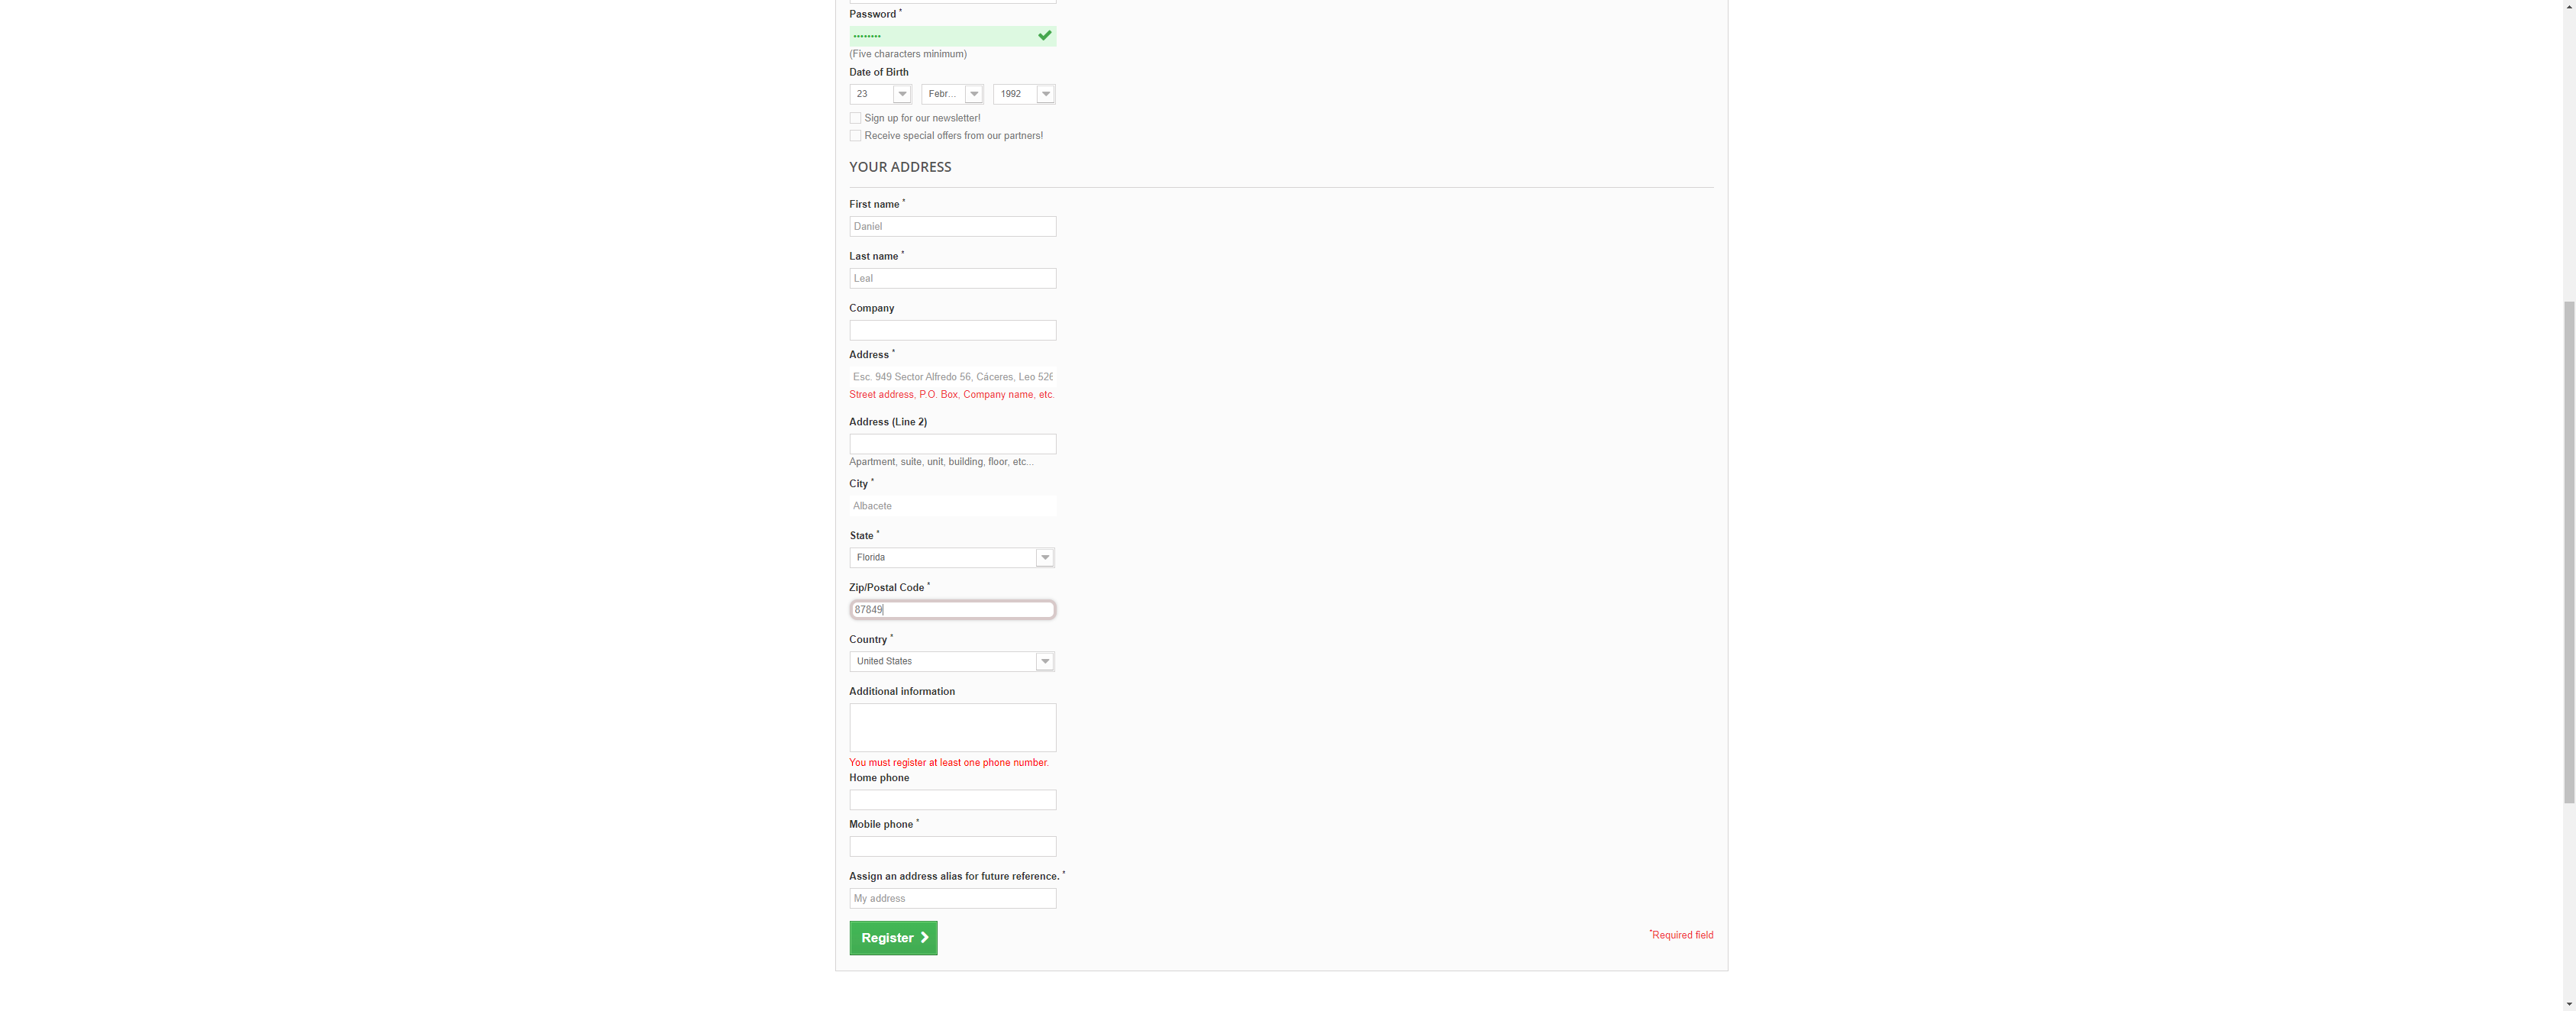 Password *
••••••••
(Five characters minimum)
Date of Birth
23 Febr... 1992
Sign up for our newsletter!
Receive special offers from our partners!
YOUR ADDRESS
First name *
Daniel
Last name *
Leal
Company
Address *
Esc. 949 Sector Alfredo 56, Cáceres, Leo 526
Street address, P.O. Box, Company name, etc.
Address (Line 2)
Apartment, suite, unit, building, floor, etc...
City *
Albacete
State *
Florida
Zip/Postal Code *
87849
Country *
United States
Additional information
You must register at least one phone number.
Home phone
Mobile phone *
Assign an address alias for future reference. *
My address
Register
*Required field